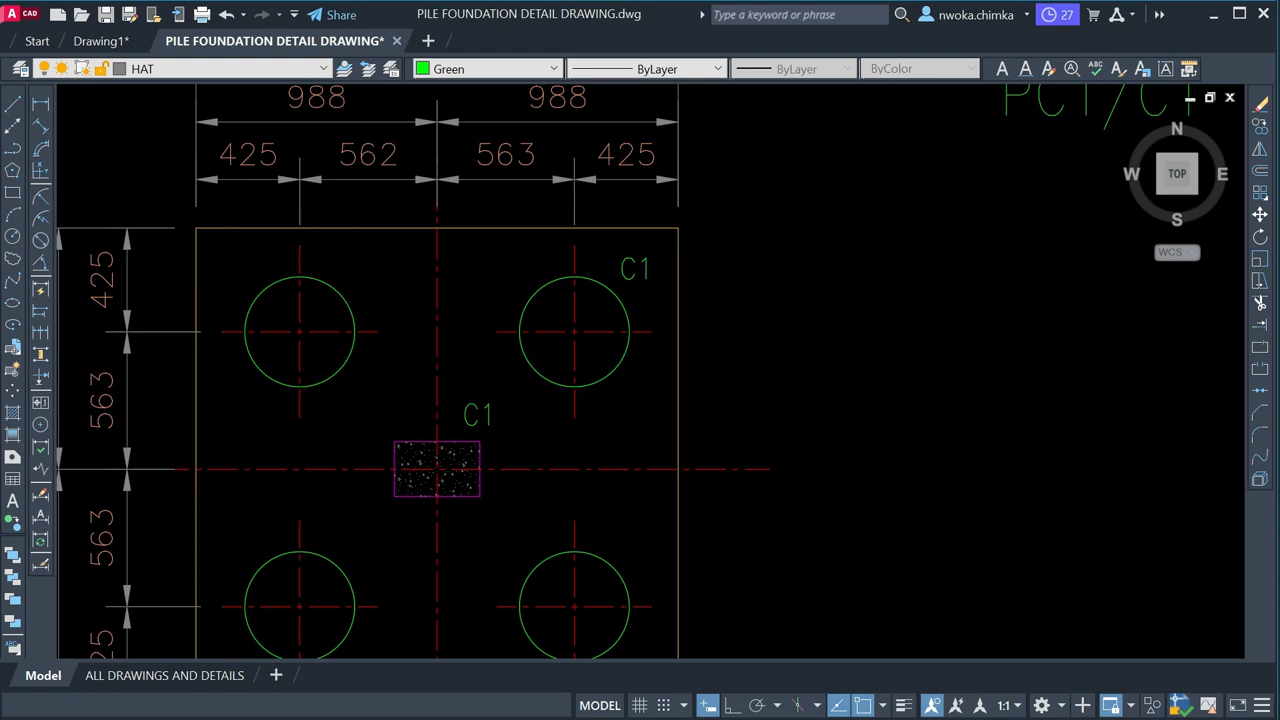 A CAD Share PILE FOUNDATION DETAIL DRAWING.dwg Type a keyword or phrase nwoka.chimka 27
Start Drawing1* PILE FOUNDATION DETAIL DRAWING*
HAT Green ByLayer ByLayer ByColor
988 988
425 562 563 425
PC1/C1
N
W TOP E
S
WCS
425
C1
563
C1
563
A
Model ALL DRAWINGS AND DETAILS
MODEL 1:1